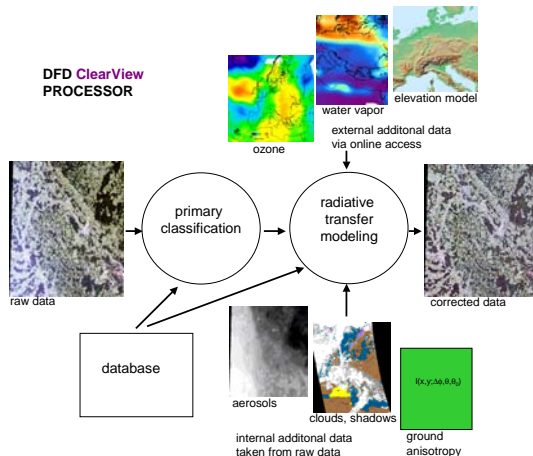 DFD ClearView
PROCESSOR
water vapor
elevation model
ozone
external additonal data
via online access
primary
classification
radiative
transfer
modeling
raw data
corrected data
database
aerosols
clouds, shadows
I(x,y;Δϕ,θ,θ₀)
internal additonal data
taken from raw data
ground
anisotropy